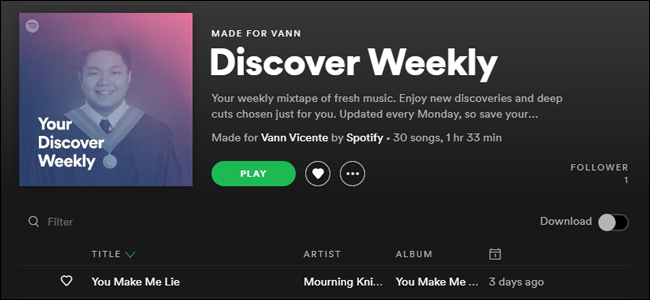 Your
Discover
Weekly
MADE FOR VANN
Discover Weekly
Your weekly mixtape of fresh music. Enjoy new discoveries and deep
cuts chosen just for you. Updated every Monday, so save your...
Made for Vann Vicente by Spotify • 30 songs, 1 hr 33 min
PLAY
FOLLOWER
1
Filter
Download
TITLE ARTIST ALBUM
You Make Me Lie Mourning Kni... You Make Me ... 3 days ago